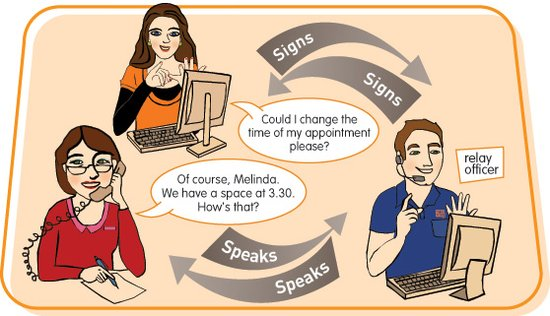 Signs
Signs
Could I change the
time of my appointment
please?
relay
officer
Of course, Melinda.
We have a space at 3.30.
How's that?
Speaks
Speaks